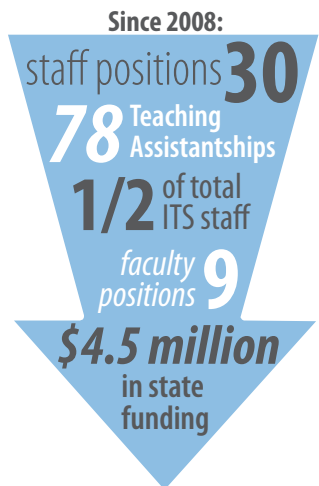 Since 2008:
staff positions 30
78 Teaching
Assistantships
1/2 of total
ITS staff
faculty
positions 9
$4.5 million
in state
funding